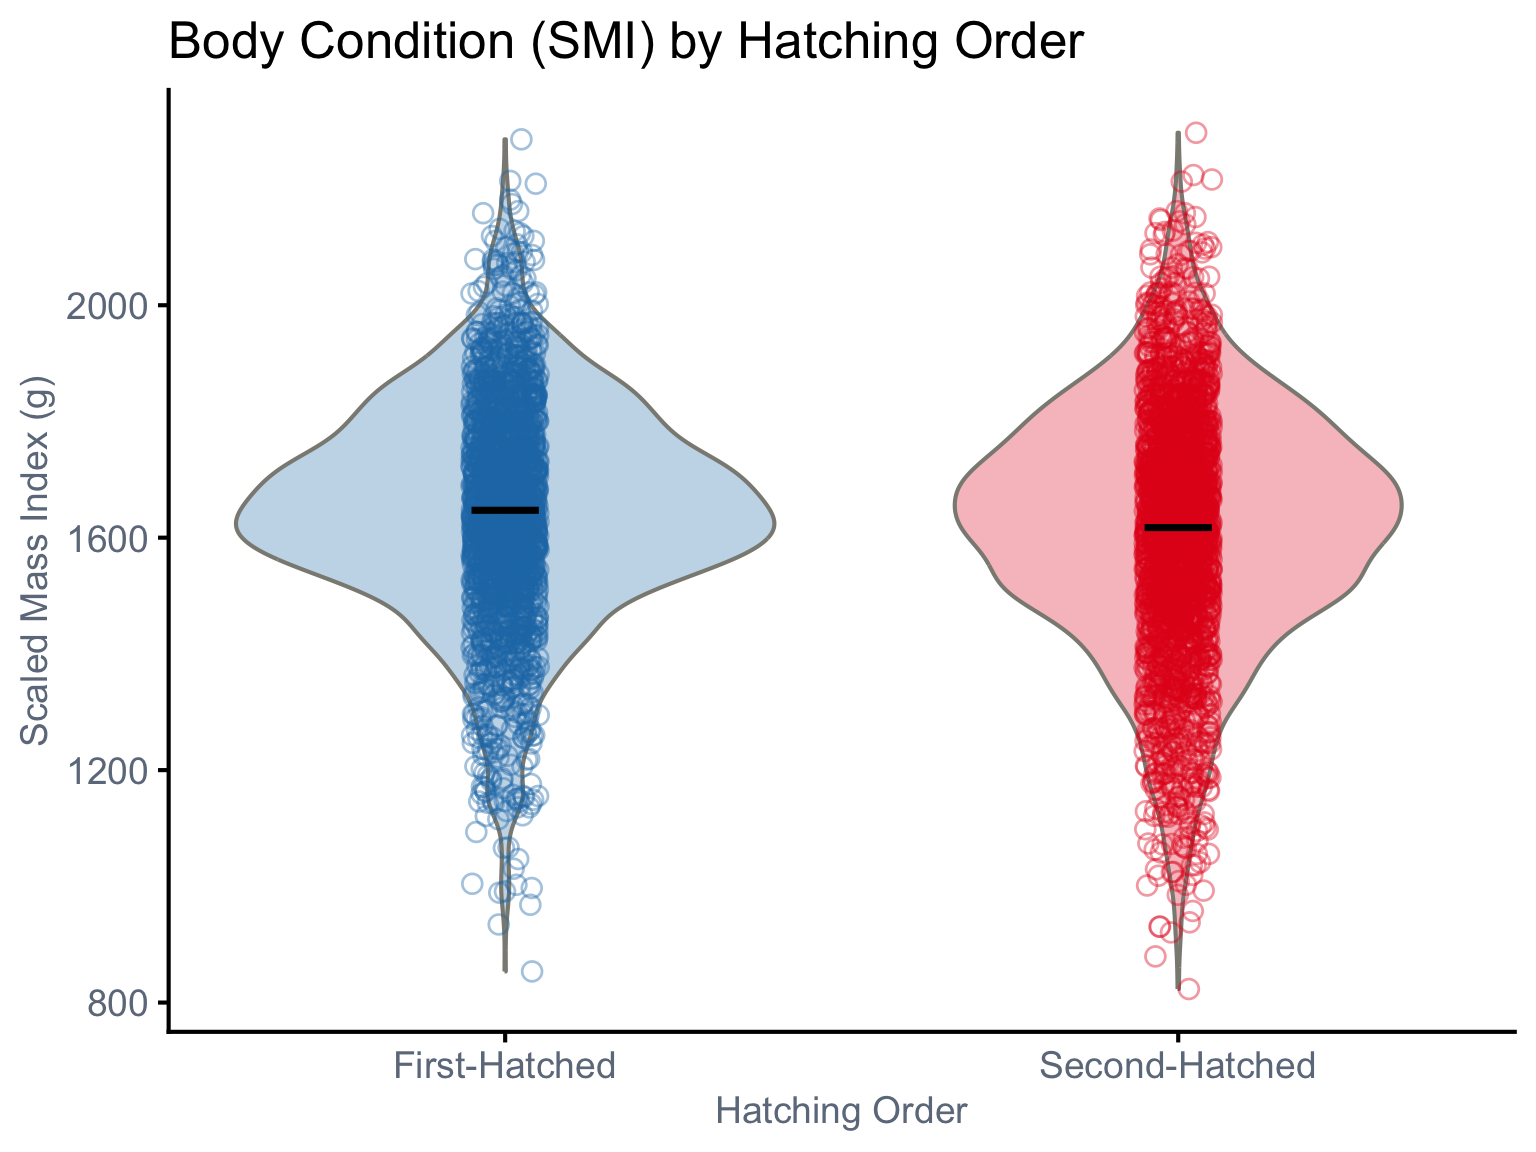 Body Condition (SMI) by Hatching Order
Scaled Mass Index (g)
2000
1600
1200
800
First-Hatched
Second-Hatched
Hatching Order